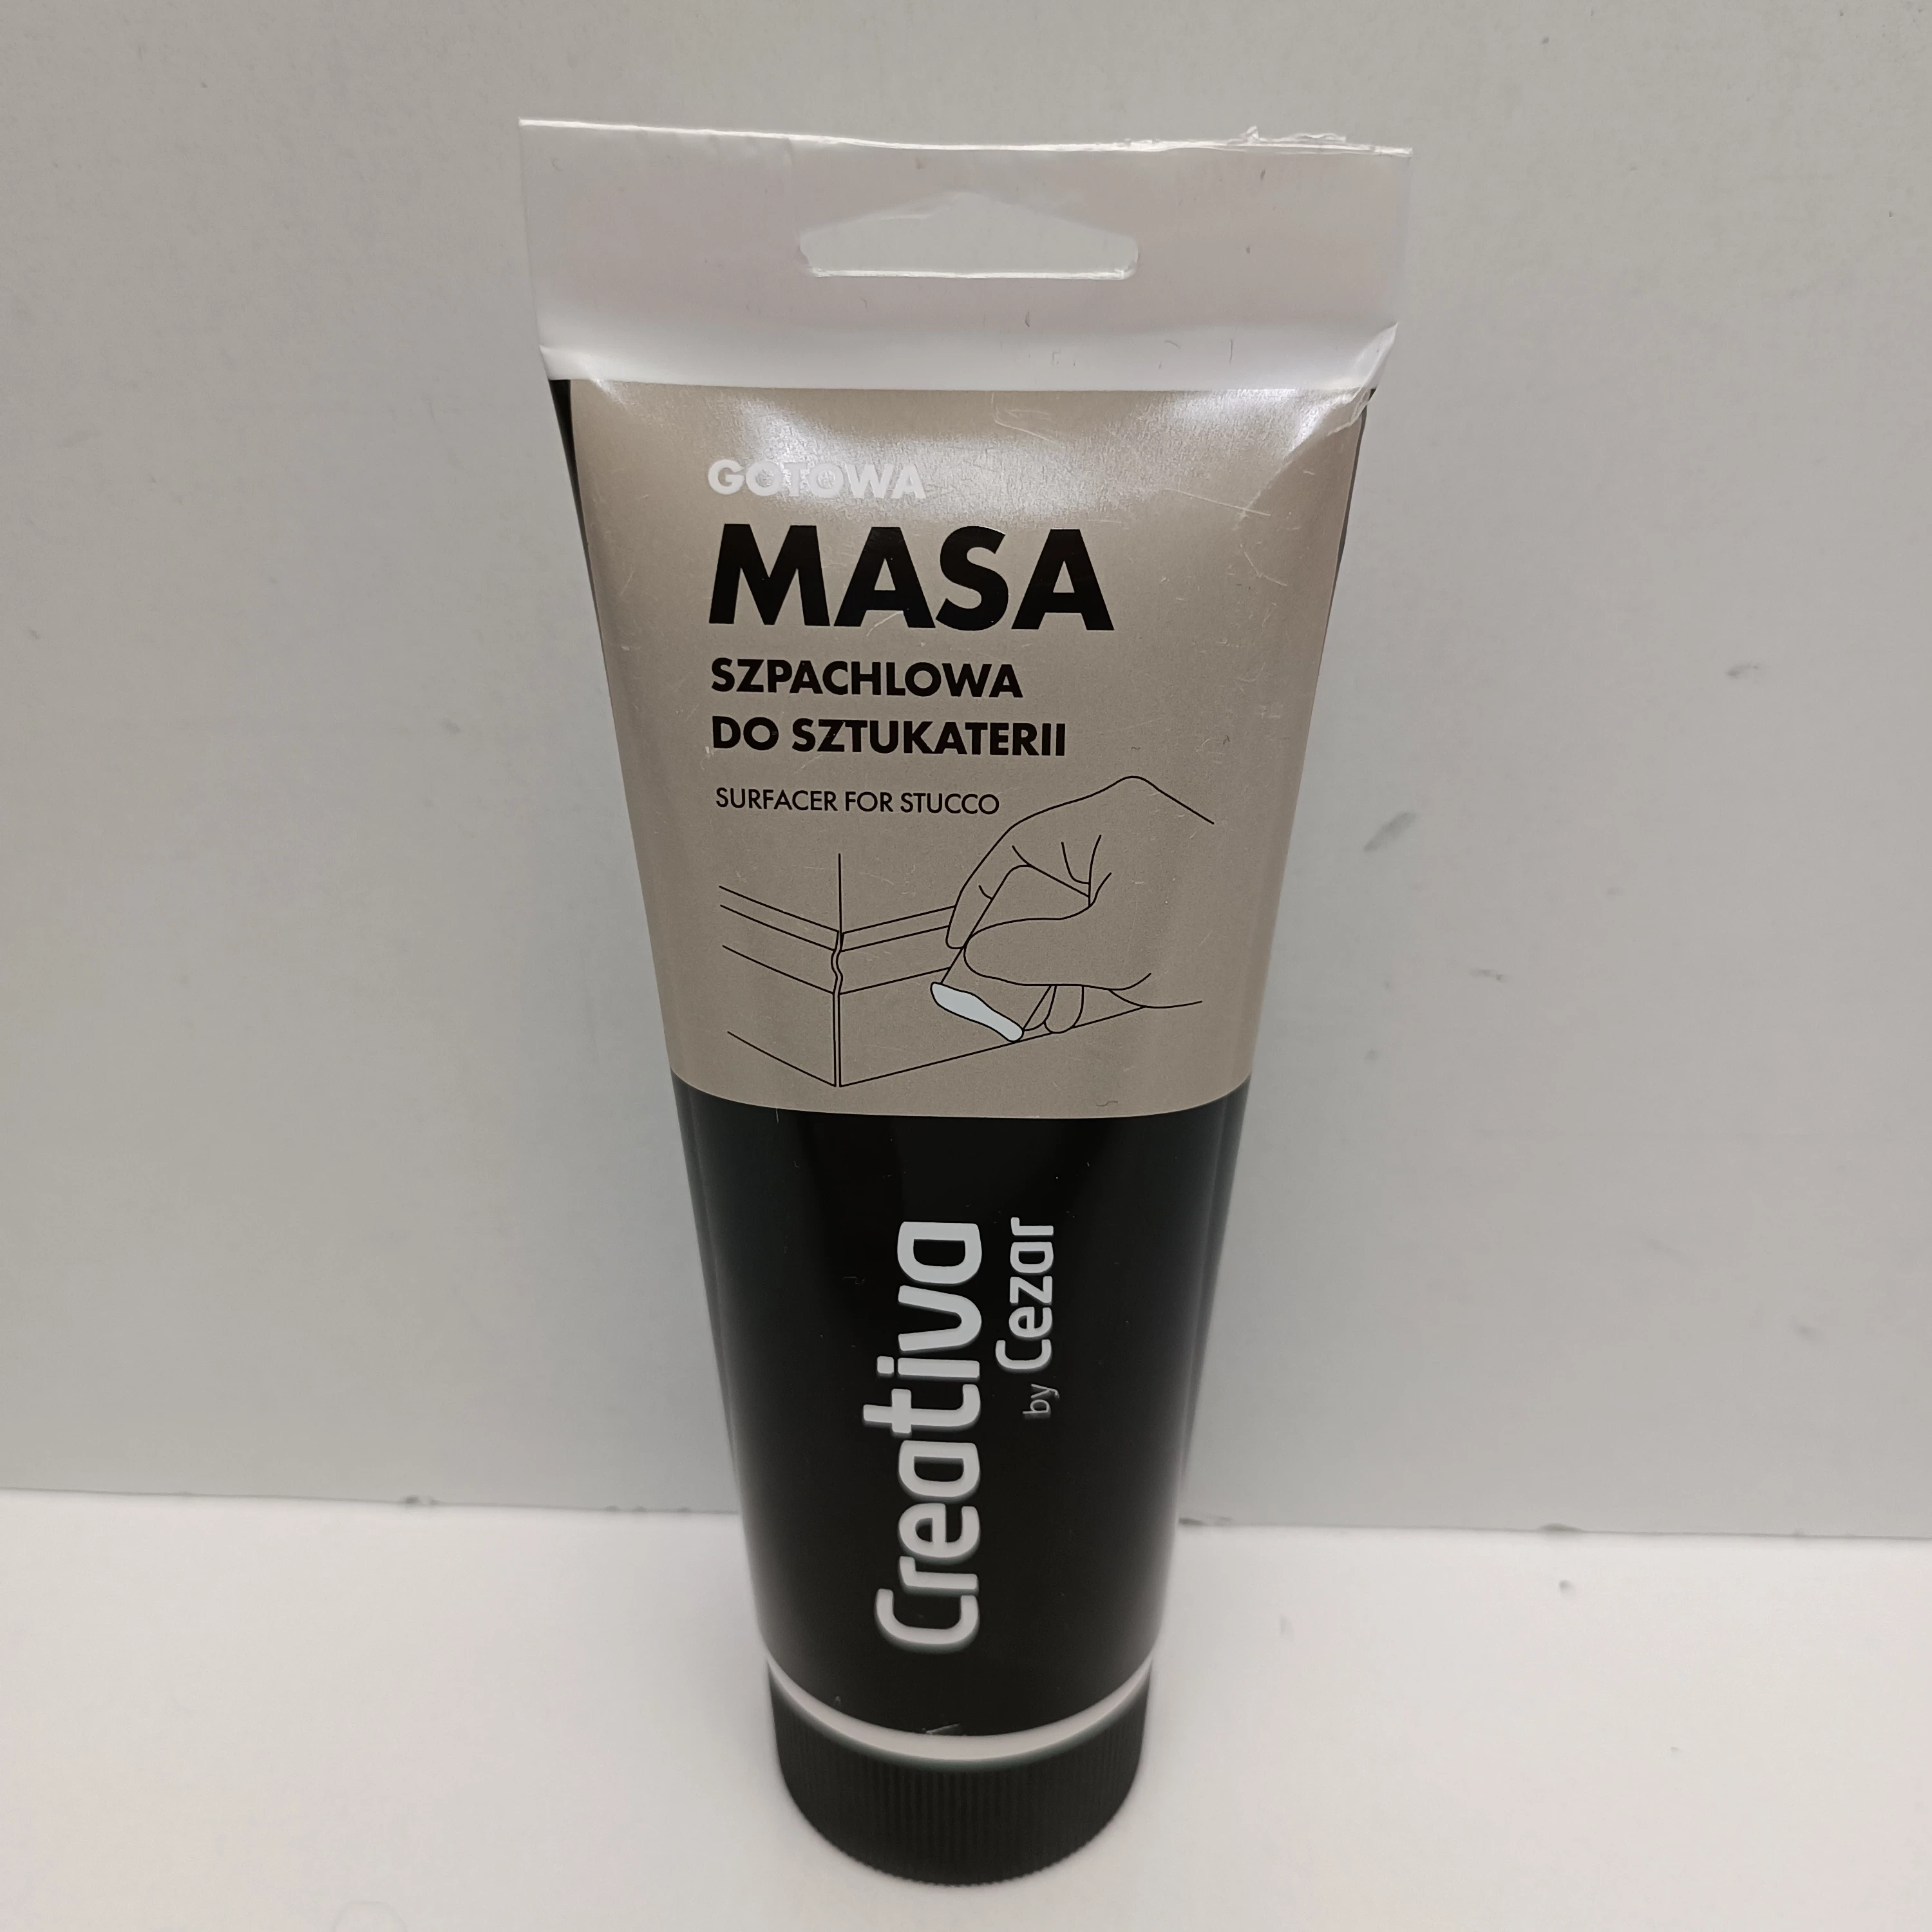 GOTOWA
MASA
SZPACHLOWA
DO SZTUKATERII
SURFACER FOR STUCCO
Creativa
by Cezar